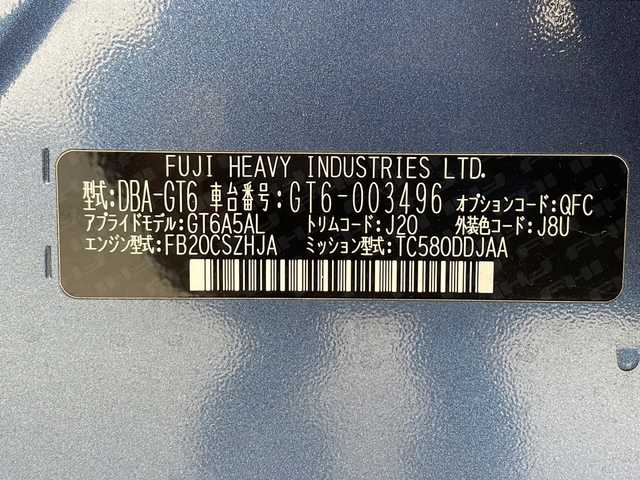 FUJI HEAVY INDUSTRIES LTD.
型式:DBA-GT6 車台番号:GT6-003496 オプションコード:QFC
アプライドモデル:GT6A5AL トリムコード:J20 外装色コード:J8U
エンジン型式:FB20CSZHJA ミッション型式:TC580DDJAA